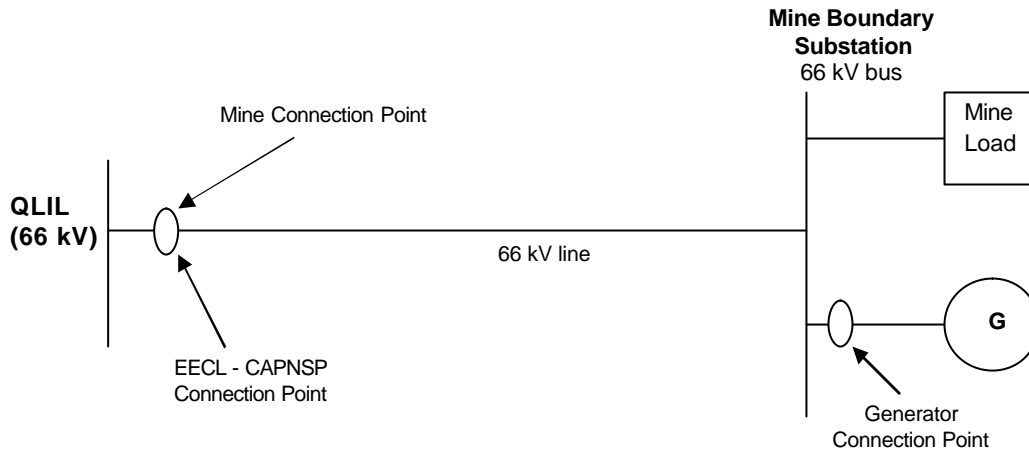 Mine Boundary
Substation
66 kV bus
Mine Connection Point
Mine
Load
QLIL
(66 kV)
66 kV line
G
EECL - CAPNSP
Connection Point
Generator
Connection Point